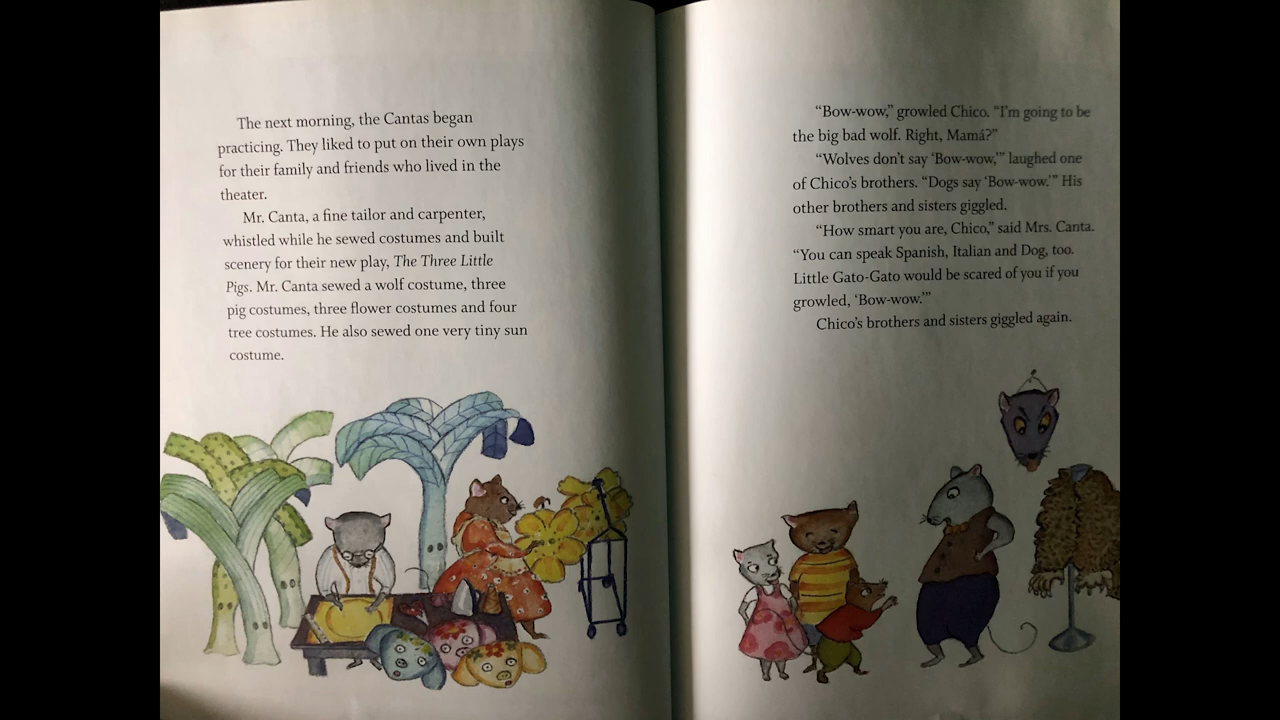 The next morning, the Cantas began
practicing. They liked to put on their own plays
for their family and friends who lived in the
theater.
Mr. Canta, a fine tailor and carpenter,
whistled while he sewed costumes and built
scenery for their new play, The Three Little
Pigs. Mr. Canta sewed a wolf costume, three
pig costumes, three flower costumes and four
tree costumes. He also sewed one very tiny sun
costume.
“Bow-wow,” growled Chico. “I’m going to be
the big bad wolf. Right, Mamá?”
“Wolves don’t say ‘Bow-wow,’” laughed one
of Chico’s brothers. “Dogs say ‘Bow-wow.’” His
other brothers and sisters giggled.
“How smart you are, Chico,” said Mrs. Canta.
“You can speak Spanish, Italian and Dog, too.
Little Gato-Gato would be scared of you if you
growled, ‘Bow-wow.’”
Chico’s brothers and sisters giggled again.